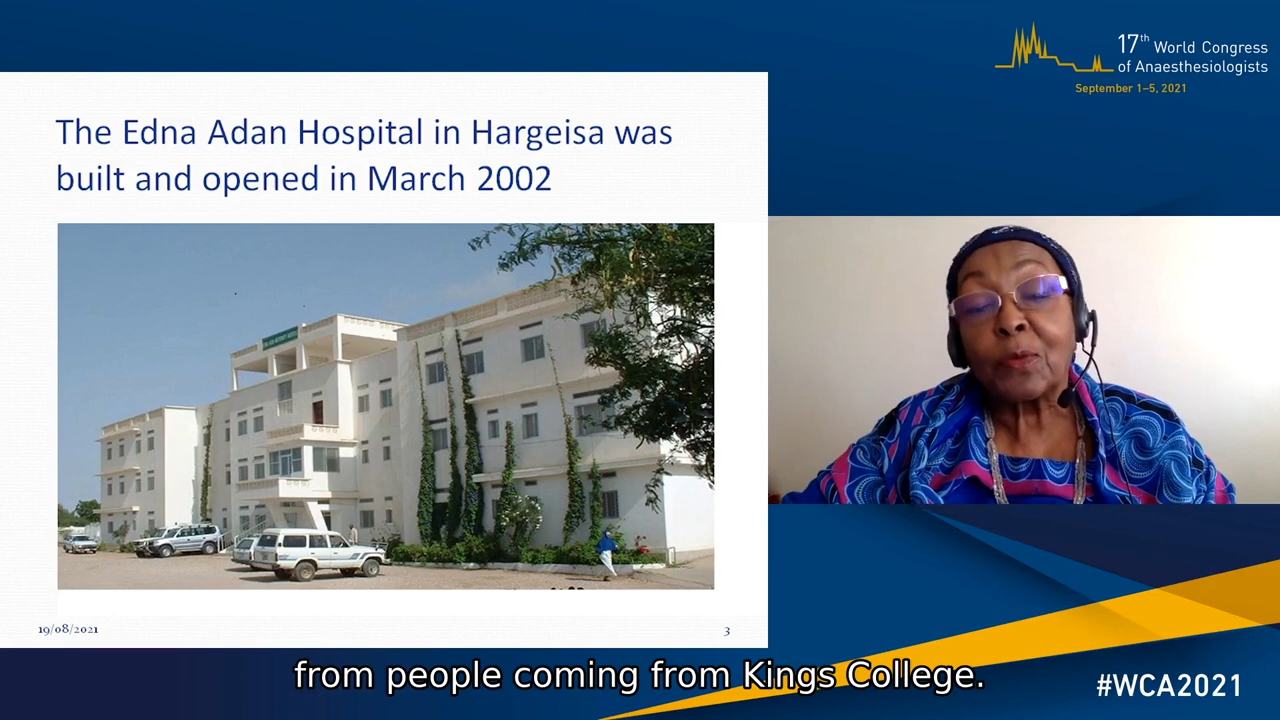 17th World Congress
of Anaesthesiologists
September 1–5, 2021
The Edna Adan Hospital in Hargeisa was
built and opened in March 2002
19/08/2021
3
from people coming from Kings College.
#WCA2021